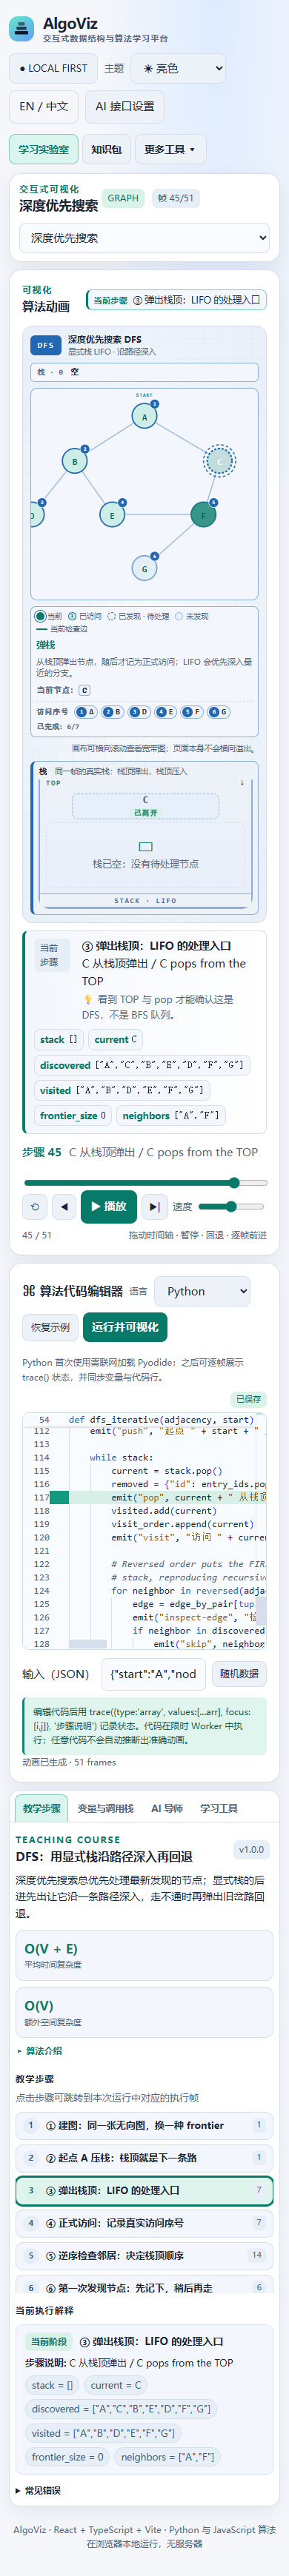 AlgoViz
交互式数据结构与算法学习平台
● LOCAL FIRST
主题
☀ 亮色
EN / 中文
AI 接口设置
学习实验室
知识包
更多工具 ▾
交互式可视化
深度优先搜索
GRAPH
帧 45/51
深度优先搜索
可视化
算法动画
当前步骤 ③ 弹出栈顶：LIFO 的处理入口
DFS
深度优先搜索 DFS
显式栈 LIFO · 沿路径深入
栈 · 0 空
START
A 1
B 2
C
D 3
E 4
F 5
G 6
当前 已访问 已发现 · 待处理 未发现
当前检查边
弹栈
从栈顶弹出节点，随后才记为正式访问；LIFO 会优先深入最近的分支。
当前节点： C
访问序号 1 A 2 B 3 D 4 E 5 F 6 G
已完成：6/7
画布可横向滚动查看宽带图；页面本身不会横向溢出。
栈 同一帧的真实栈：栈顶弹出，栈顶压入
TOP ↓
C
已离开
栈已空：没有待处理节点
STACK · LIFO
当前步骤
③ 弹出栈顶：LIFO 的处理入口
C 从栈顶弹出 / C pops from the TOP
💡 看到 TOP 与 pop 才能确认这是 DFS，不是 BFS 队列。
stack []
current C
discovered ["A","C","B","E","D","F","G"]
visited ["A","B","D","E","F","G"]
frontier_size 0
neighbors ["A","F"]
步骤 45 C 从栈顶弹出 / C pops from the TOP
▶ 播放
速度
45 / 51
拖动时间轴 · 暂停 · 回退 · 逐帧前进
⌘ 算法代码编辑器
语言
Python
恢复示例
运行并可视化
Python 首次使用需联网加载 Pyodide；之后可逐帧展示 trace() 状态，并同步变量与代码行。
已保存
54 def dfs_iterative(adjacency, start)
112 emit("push", "起点 " + start + "
113
114 while stack:
115 current = stack.pop()
116 removed = {"id": entry_ids.po
117 emit("pop", current + " 从栈顶
118 visited.add(current)
119 visit_order.append(current)
120 emit("visit", "访问 " + curren
121
122 # Reversed order puts the FIR
123 # stack, reproducing recursiv
124 for neighbor in reversed(adja
125 edge = edge_by_pair[tup
126 emit("inspect-edge", "检
127 if neighbor in discovered
128 emit("skip", neighbo
输入（JSON）
{"start":"A","nod
随机数据
编辑代码后用 trace({type:'array', values:[...arr], focus:[i,j]}, '步骤说明') 记录状态。代码在限时 Worker 中执行；任意代码不会自动推断出准确动画。
动画已生成 · 51 frames
教学步骤
变量与调用栈
AI 导师
学习工具
TEACHING COURSE
DFS：用显式栈沿路径深入再回退
v1.0.0
深度优先搜索总优先处理最新发现的节点；显式栈的后进先出让它沿一条路径深入，走不通时再弹出旧岔路回退。
O(V + E)
平均时间复杂度
O(V)
额外空间复杂度
▸ 算法介绍
教学步骤
点击步骤可跳转到本次运行中对应的执行帧
1 ① 建图：同一张无向图，换一种 frontier 1
2 ② 起点 A 压栈：栈顶就是下一条路 1
3 ③ 弹出栈顶：LIFO 的处理入口 7
4 ④ 正式访问：记录真实访问序号 7
5 ⑤ 逆序检查邻居：决定栈顶顺序 14
6 ⑥ 第一次发现节点：先记下，稍后再走 6
当前执行解释
当前阶段 ③ 弹出栈顶：LIFO 的处理入口
步骤说明: C 从栈顶弹出 / C pops from the TOP
stack = []
current = C
discovered = ["A","C","B","E","D","F","G"]
visited = ["A","B","D","E","F","G"]
frontier_size = 0
neighbors = ["A","F"]
▶ 常见错误
AlgoViz · React + TypeScript + Vite · Python 与 JavaScript 算法在浏览器本地运行，无服务器